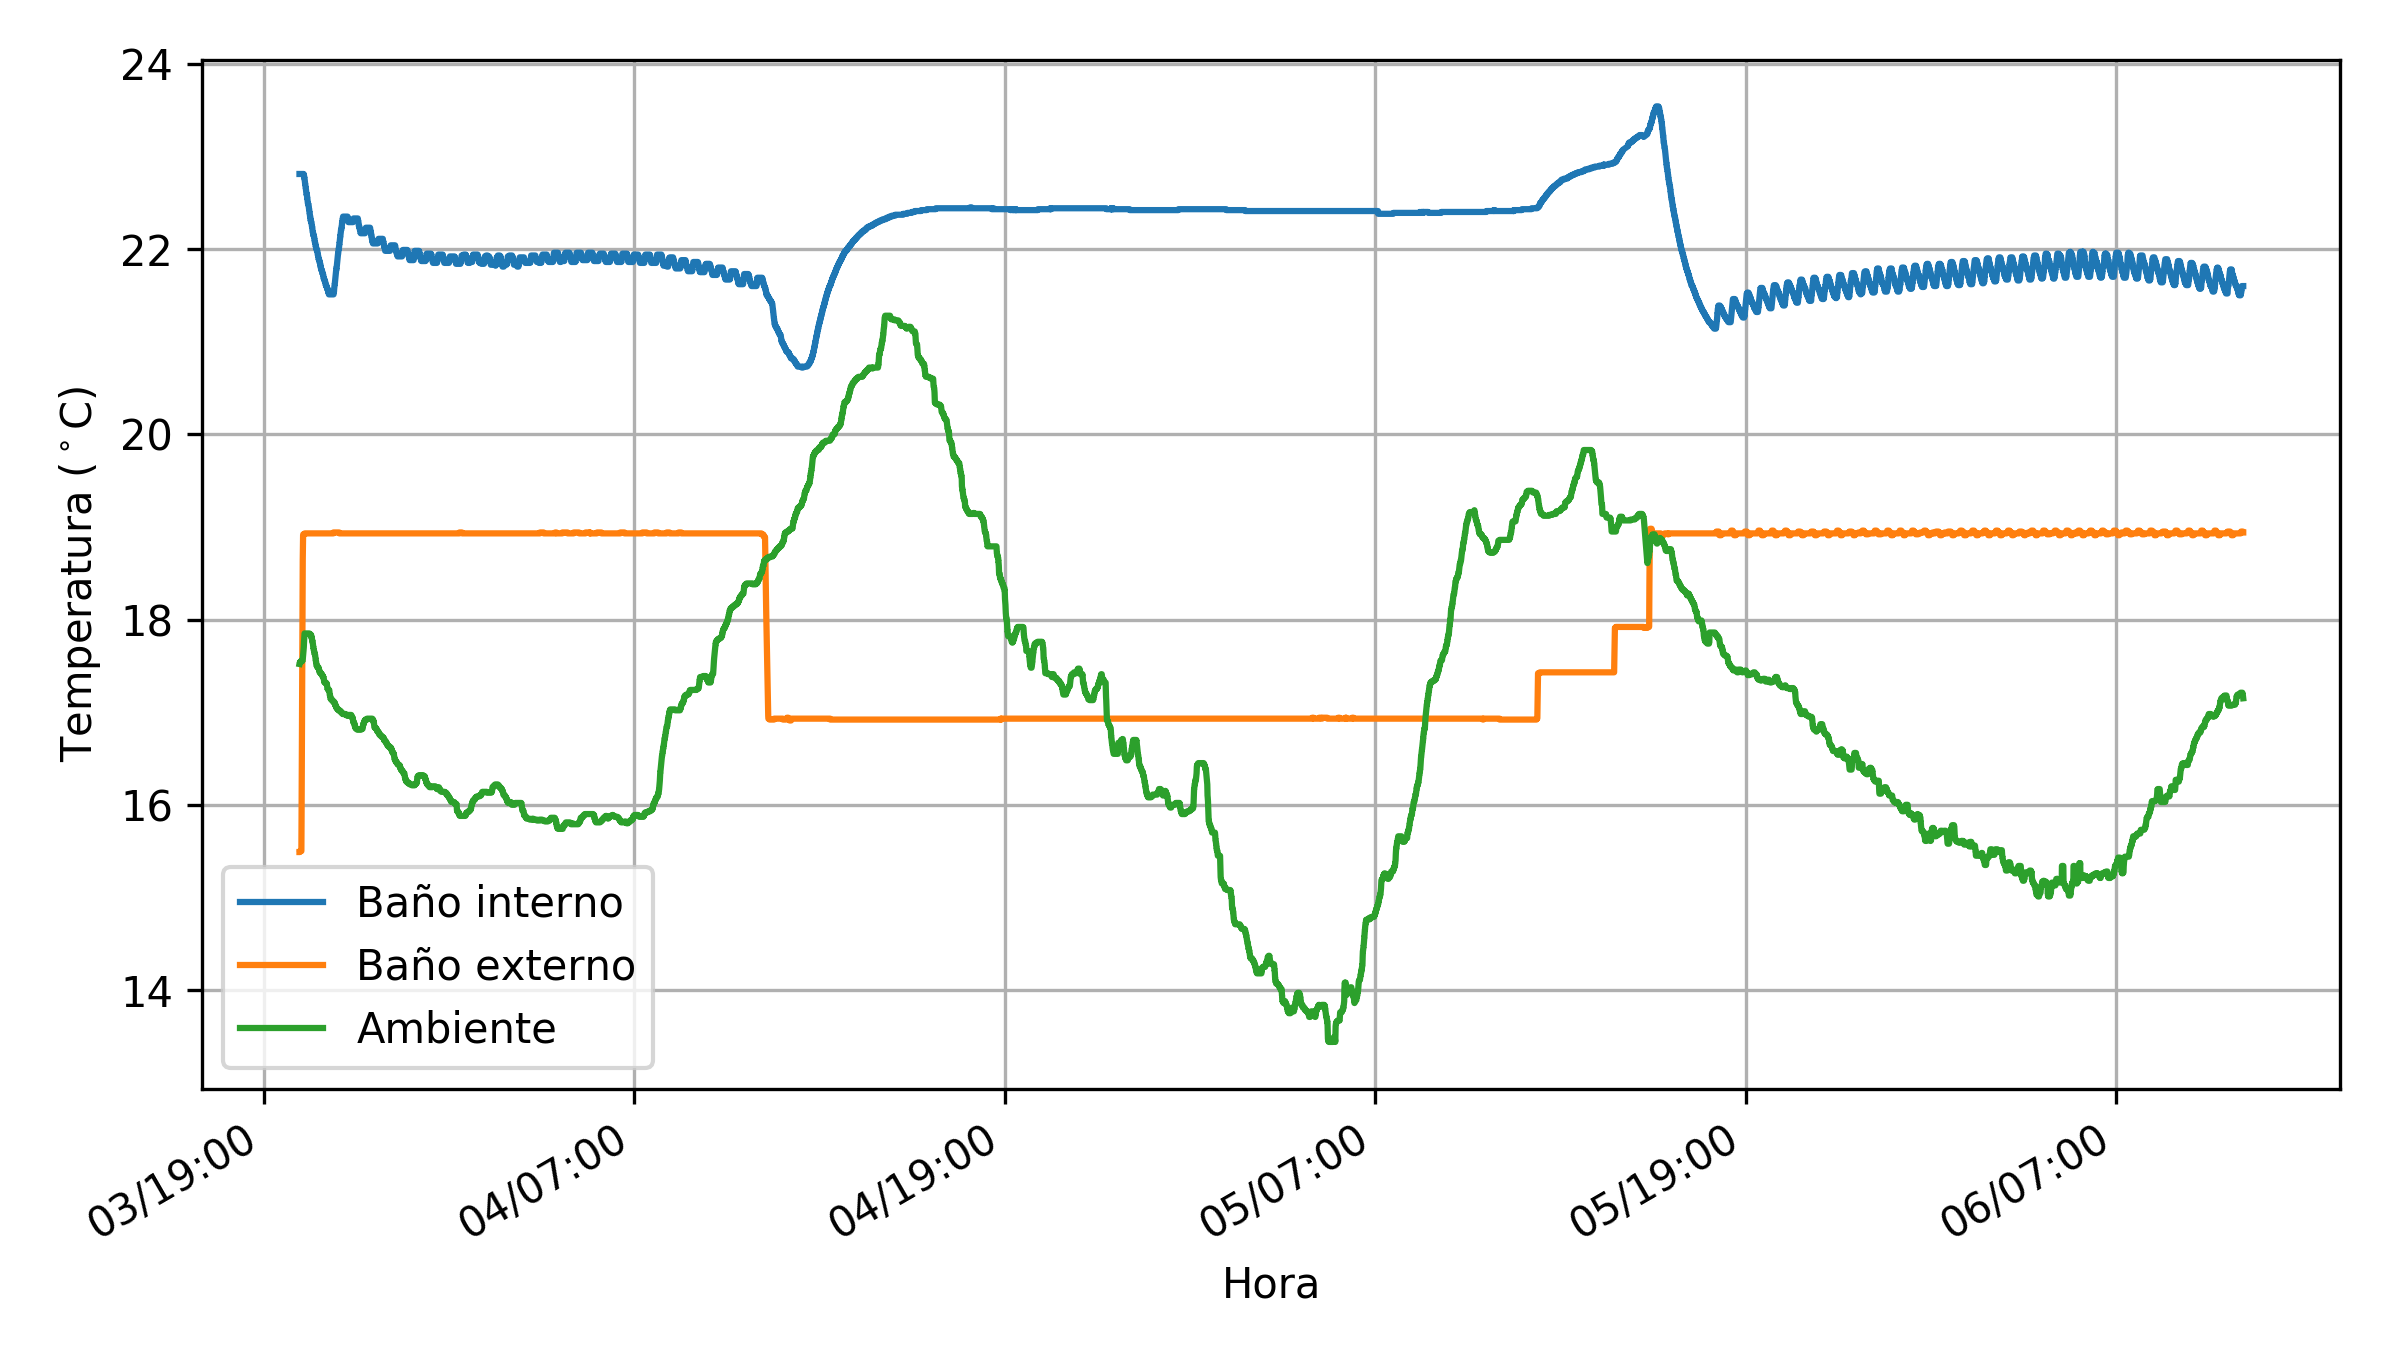 24
22
20
18
16
14
Temperatura (°C)
Baño interno
Baño externo
Ambiente
03/19:00
04/07:00
04/19:00
05/07:00
05/19:00
06/07:00
Hora